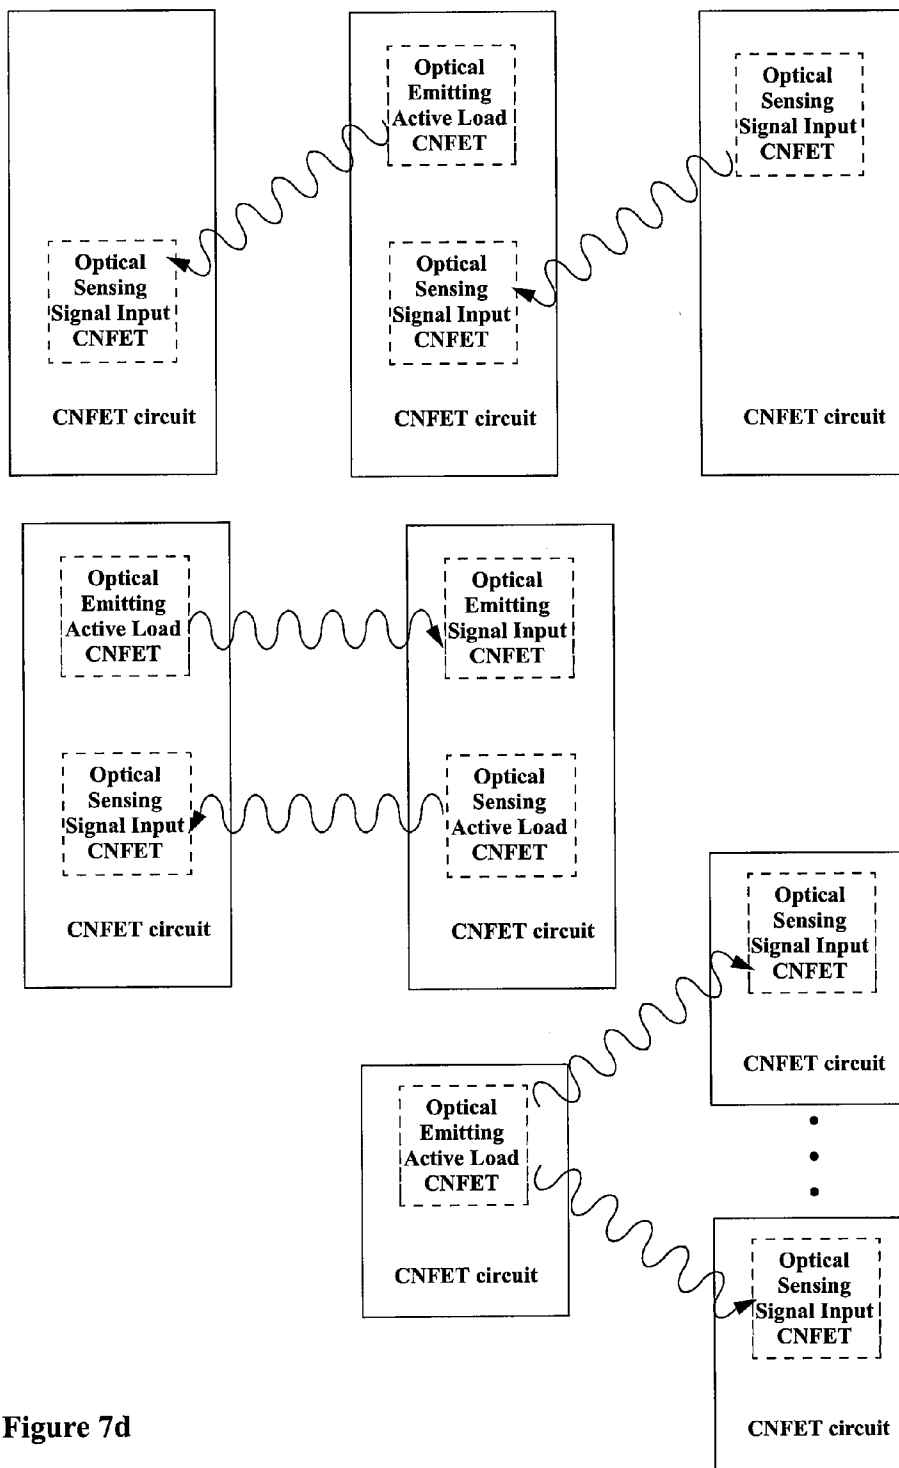 Optical
Emitting
Active Load
CNFET
Optical
Sensing
Signal Input
CNFET
Optical
Sensing
Signal Input
CNFET
Optical
Sensing
Signal Input
CNFET
CNFET circuit
CNFET circuit
CNFET circuit
Optical
Emitting
Active Load
CNFET
Optical
Emitting
Signal Input
CNFET
Optical
Sensing
Signal Input
CNFET
Optical
Sensing
Active Load
CNFET
CNFET circuit
CNFET circuit
Optical
Sensing
Signal Input
CNFET
CNFET circuit
Optical
Emitting
Active Load
CNFET
CNFET circuit
Optical
Sensing
Signal Input
CNFET
CNFET circuit
Figure 7d